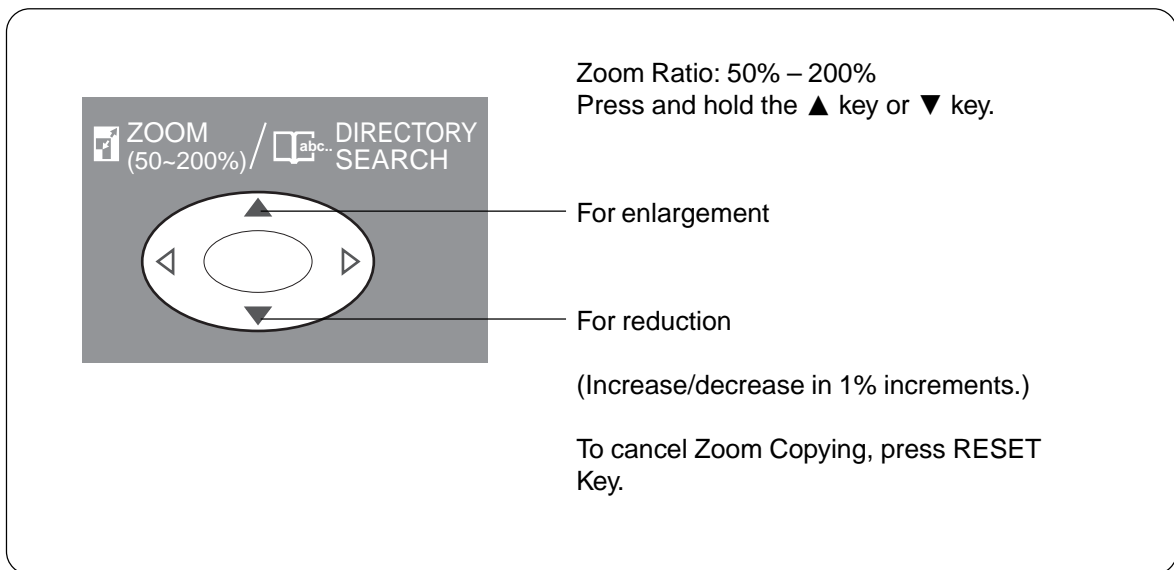 Zoom Ratio: 50% – 200%
Press and hold the ▲ key or ▼ key.
ZOOM
(50~200%)
/
abc..
DIRECTORY
SEARCH
For enlargement
For reduction
(Increase/decrease in 1% increments.)
To cancel Zoom Copying, press RESET
Key.